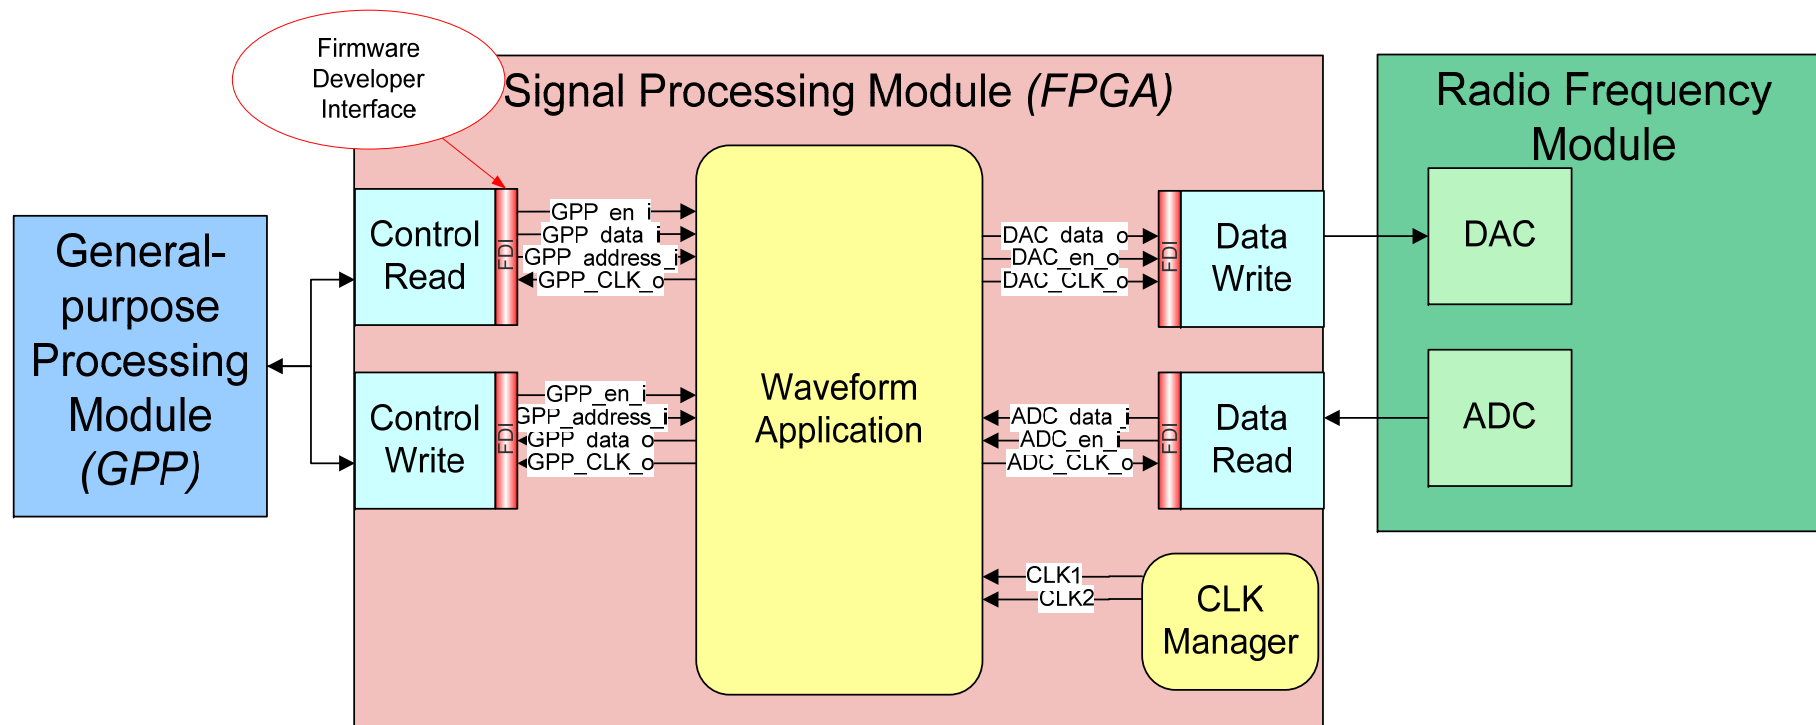 Firmware
Developer
Interface
Signal Processing Module (FPGA)
Radio Frequency
Module
General-
purpose
Processing
Module
(GPP)
Control
Read
FDI
GPP_en_i
GPP_data_i
GPP_address_i
GPP_CLK_o
Control
Write
FDI
GPP_en_i
GPP_address_i
GPP_data_o
GPP_CLK_o
Waveform
Application
DAC_data_o
DAC_en_o
DAC_CLK_o
FDI
Data
Write
DAC
ADC_data_i
ADC_en_i
ADC_CLK_o
FDI
Data
Read
ADC
CLK1
CLK2
CLK
Manager